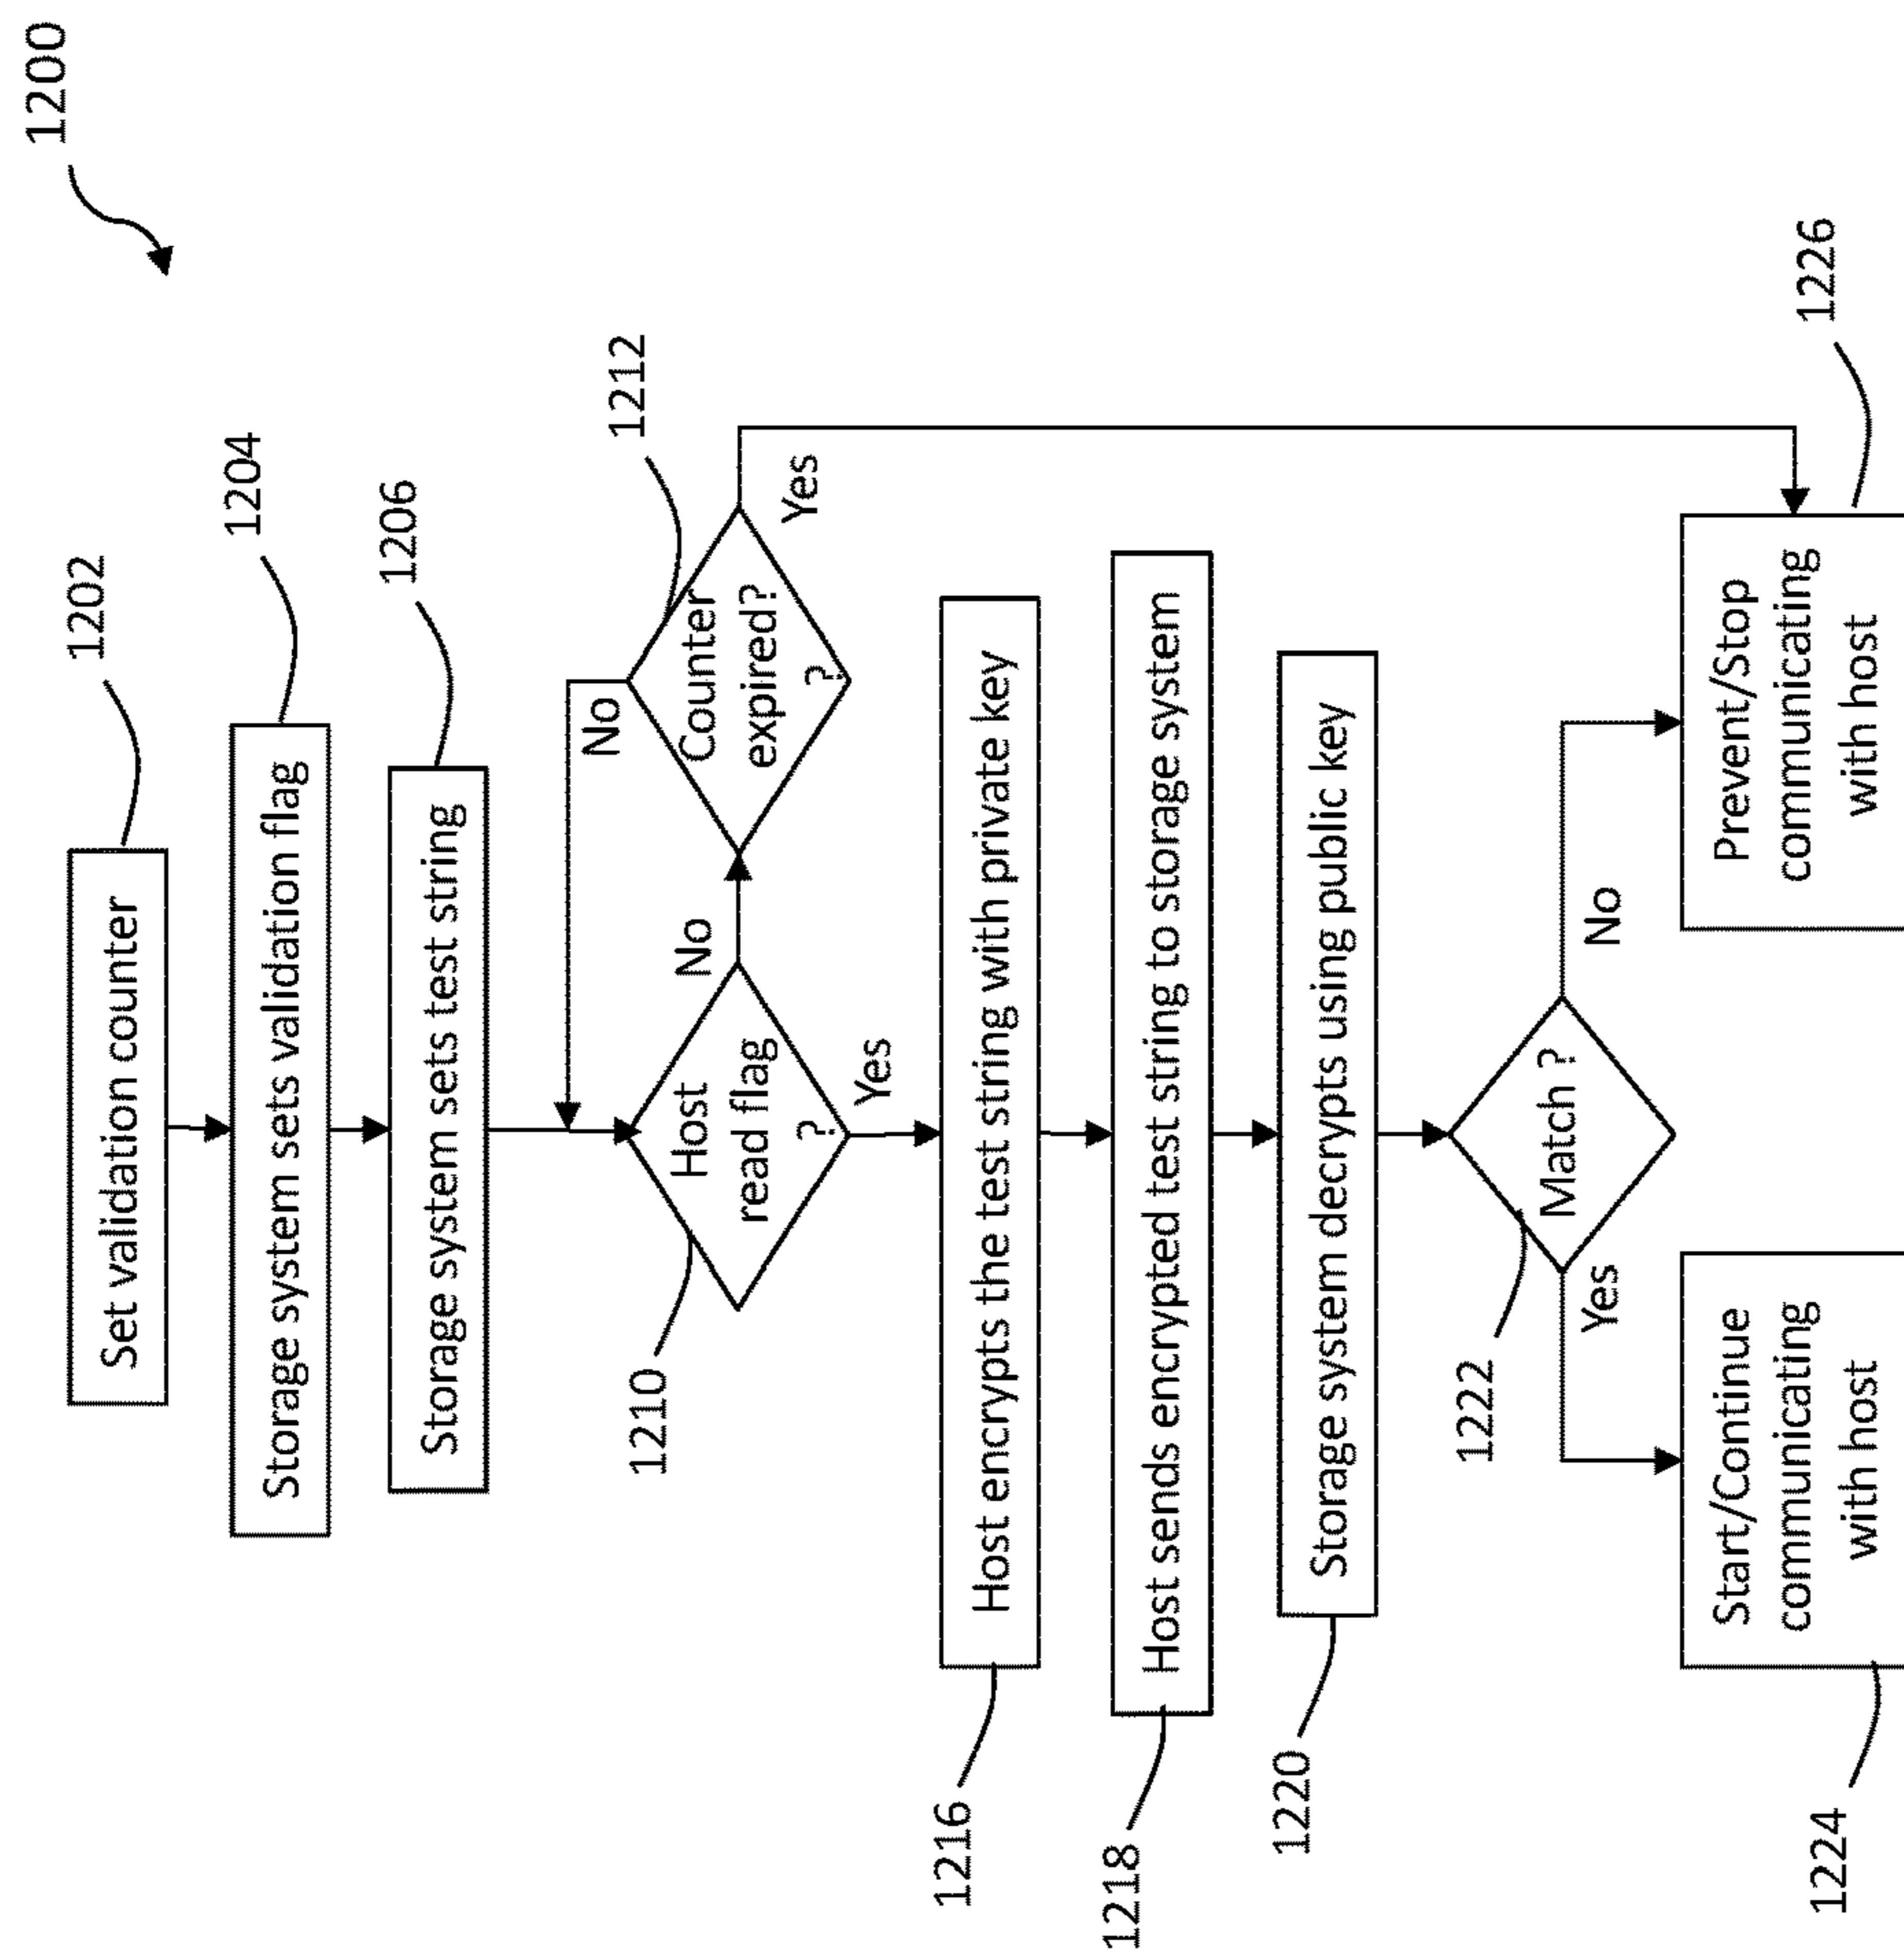 1200
Set validation counter
1202
Storage system sets validation flag
1204
Storage system sets test string
1206
Host
read flag
?
1210
No
Yes
Counter
expired?
?
1212
No
Yes
Host encrypts the test string with private key
1216
Host sends encrypted test string to storage system
1218
Storage system decrypts using public key
1220
Match ?
1222
Yes
No
Start/Continue
communicating
with host
1224
Prevent/Stop
communicating
with host
1226